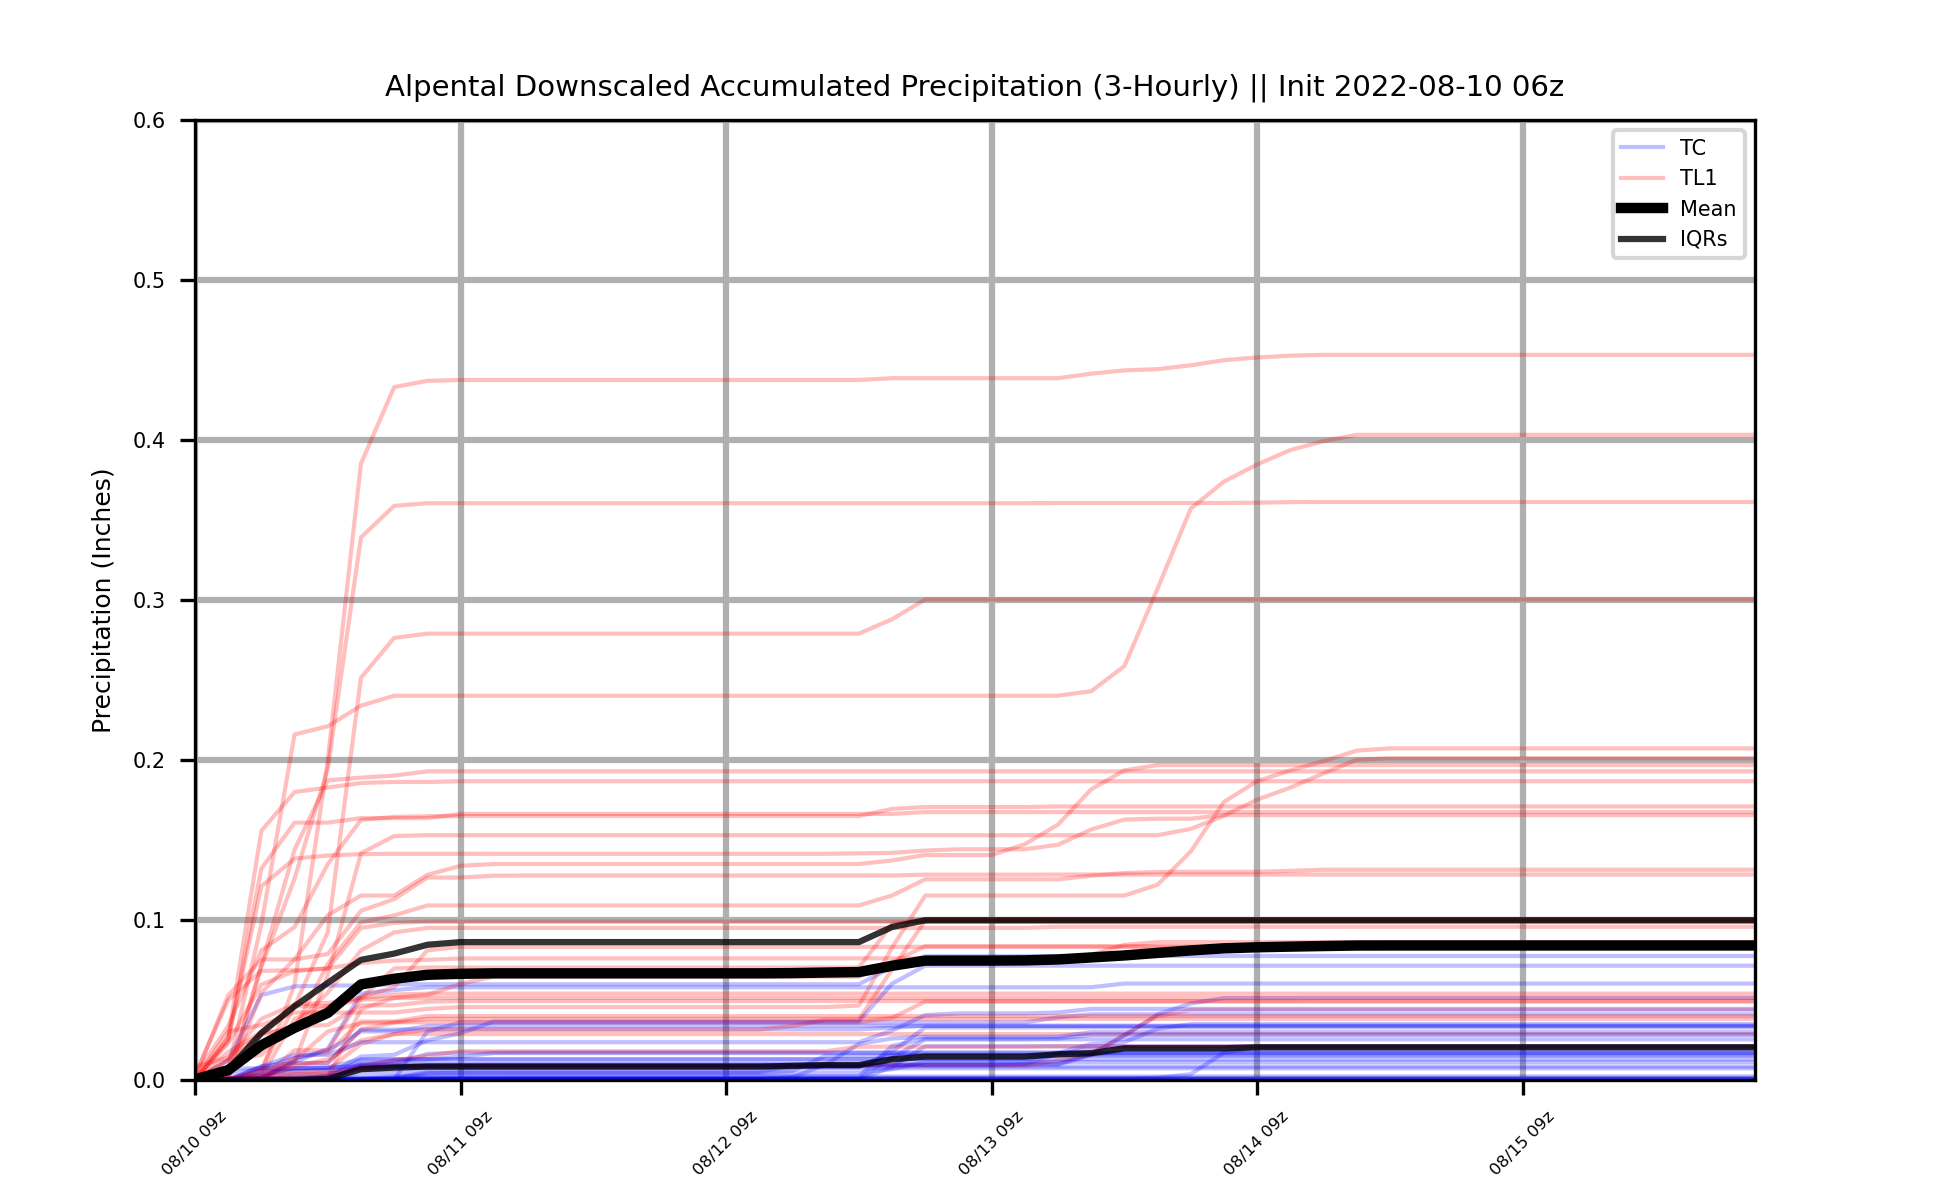 Alpental Downscaled Accumulated Precipitation (3-Hourly) || Init 2022-08-10 06z
TC
TL1
Mean
IQRs
Precipitation (Inches)
0.6
0.5
0.4
0.3
0.2
0.1
0.0
08/10 09z
08/11 09z
08/12 09z
08/13 09z
08/14 09z
08/15 09z